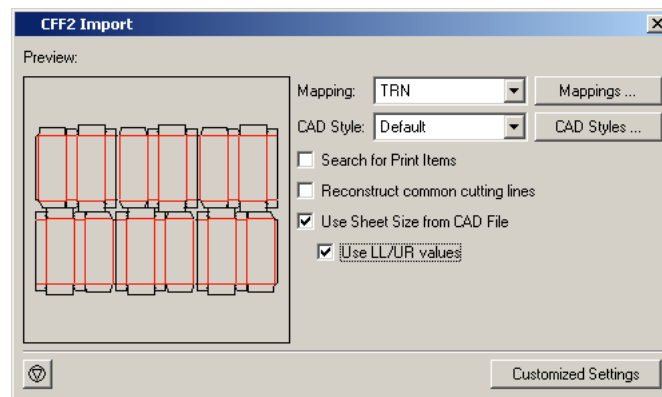 CFF2 Import
Preview:
Mapping: TRN Mappings ...
CAD Style: Default CAD Styles ...
Search for Print Items
Reconstruct common cutting lines
Use Sheet Size from CAD File
Use LL/UR values
Customized Settings